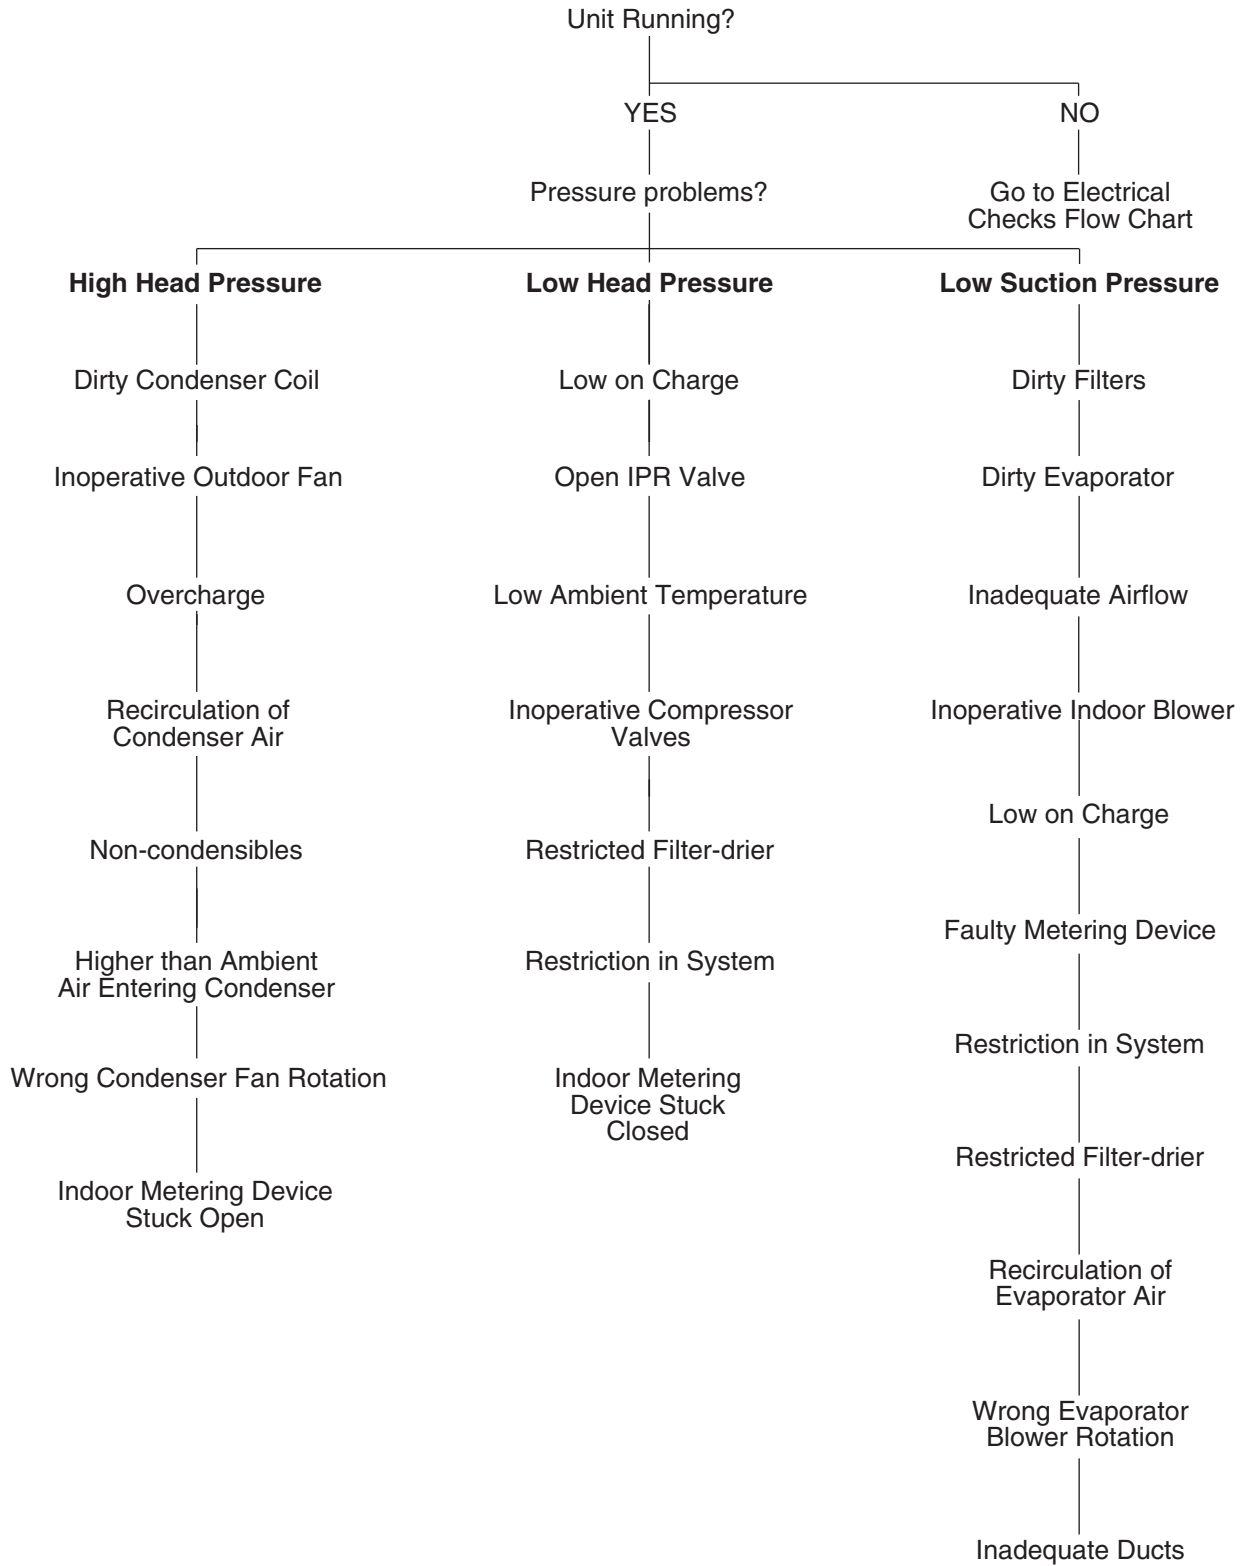 Unit Running?
YES
NO
Pressure problems?
Go to Electrical
Checks Flow Chart
High Head Pressure
Low Head Pressure
Low Suction Pressure
Dirty Condenser Coil
Low on Charge
Dirty Filters
Inoperative Outdoor Fan
Open IPR Valve
Dirty Evaporator
Overcharge
Low Ambient Temperature
Inadequate Airflow
Recirculation of
Condenser Air
Inoperative Compressor
Valves
Inoperative Indoor Blower
Low on Charge
Non-condensibles
Restricted Filter-drier
Faulty Metering Device
Higher than Ambient
Air Entering Condenser
Restriction in System
Restriction in System
Wrong Condenser Fan Rotation
Indoor Metering
Device Stuck
Closed
Restricted Filter-drier
Indoor Metering Device
Stuck Open
Recirculation of
Evaporator Air
Wrong Evaporator
Blower Rotation
Inadequate Ducts